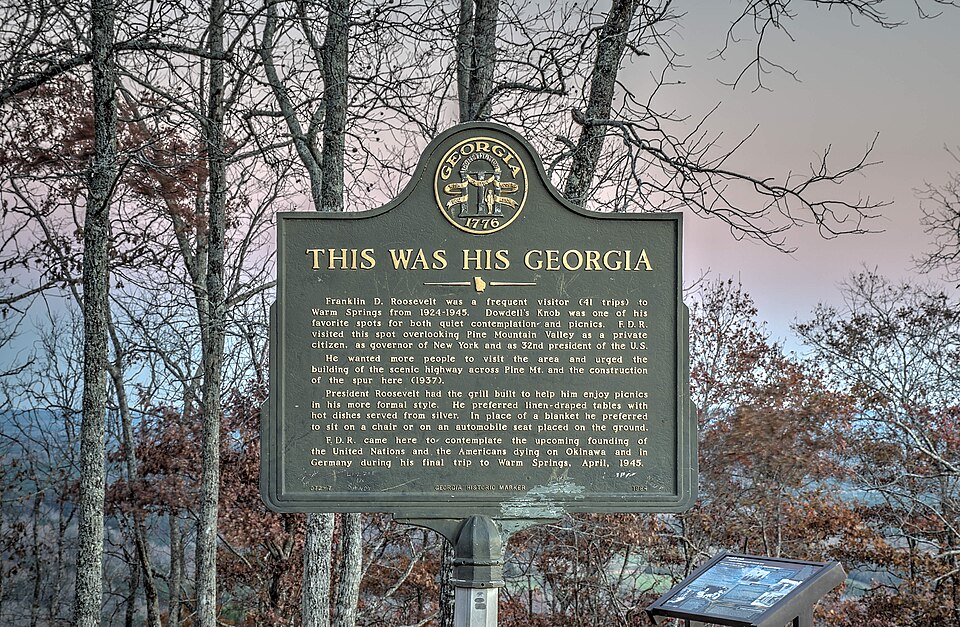 GEORGIA
1776
THIS WAS HIS GEORGIA
Franklin D. Roosevelt was a frequent visitor (41 trips) to
Warm Springs from 1924-1945. Dowdell's Knob was one of his
favorite spots for both quiet contemplation and picnics. F.D.R.
visited this spot overlooking Pine Mountain Valley as a private
citizen, as governor of New York and as 32nd president of the U.S.
He wanted more people to visit the area and urged the
building of the scenic highway across Pine Mt. and the construction
of the spur here (1937).
President Roosevelt had the grill built to help him enjoy picnics
in his more formal style. He preferred linen-draped tables with
hot dishes served from silver. In place of a blanket he preferred
to sit on a chair or on an automobile seat placed on the ground.
F.D.R. came here to contemplate the upcoming founding of
the United Nations and the Americans dying on Okinawa and in
Germany during his final trip to Warm Springs, April, 1945.
GEORGIA HISTORIC MARKER